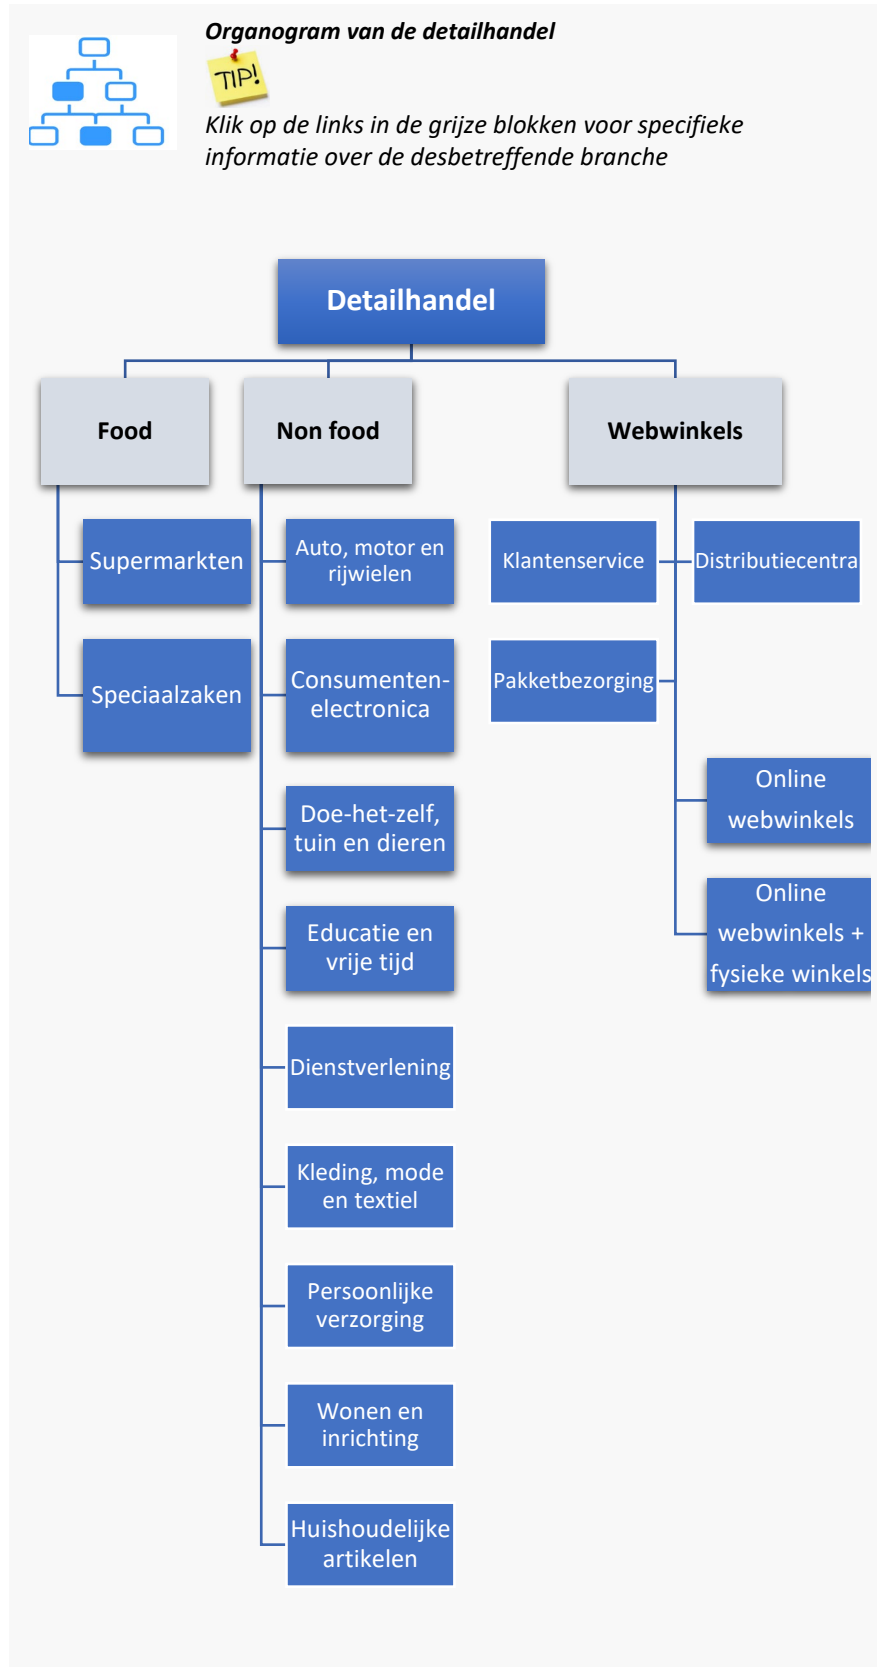 Organogram van de detailhandel
TIP!
Klik op de links in de grijze blokken voor specifieke
informatie over de desbetreffende branche
Detailhandel
Food
Non food
Webwinkels
Supermarkten
Speciaalzaken
Auto, motor en
rijwielen
Consumenten-
electronica
Doe-het-zelf,
tuin en dieren
Educatie en
vrije tijd
Dienstverlening
Kleding, mode
en textiel
Persoonlijke
verzorging
Wonen en
inrichting
Huishoudelijke
artikelen
Klantenservice
Distributiecentra
Pakketbezorging
Online
webwinkels
Online
webwinkels +
fysieke winkels